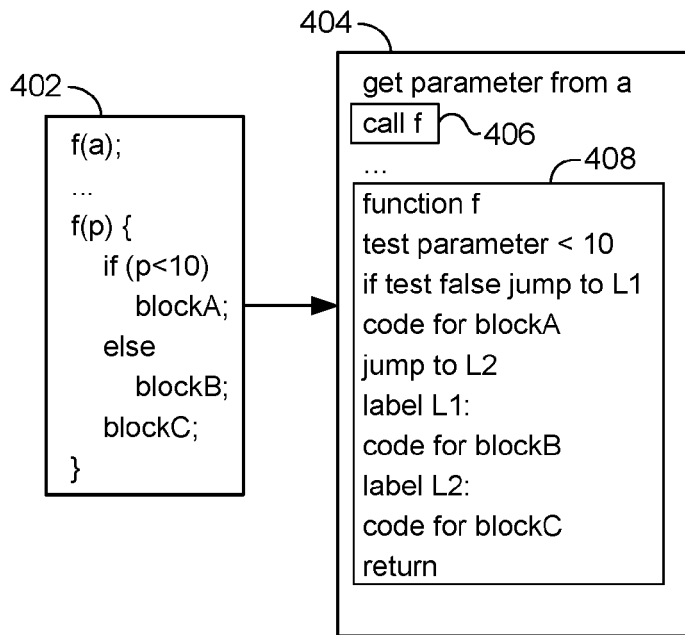 402
f(a);
...
f(p) {
if (p<10)
blockA;
else
blockB;
blockC;
}
404
get parameter from a
call f
406
...
408
function f
test parameter < 10
if test false jump to L1
code for blockA
jump to L2
label L1:
code for blockB
label L2:
code for blockC
return